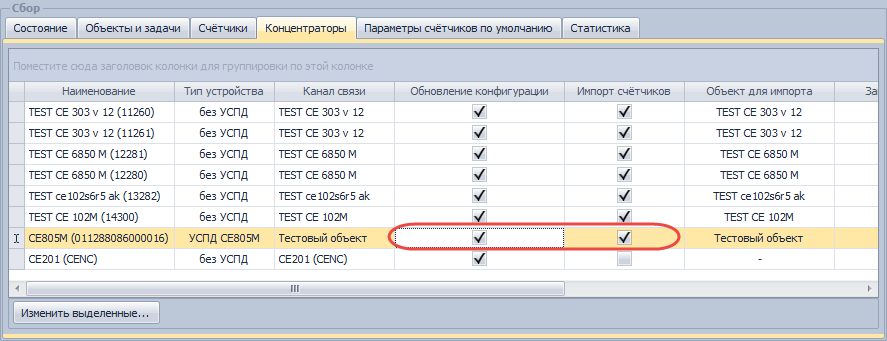 Сбор
Состояние Объекты и задачи Счётчики Концентраторы Параметры счётчиков по умолчанию Статистика
Поместите сюда заголовок колонки для группировки по этой колонке
Наименование Тип устройства Канал связи Обновление конфигурации Импорт счётчиков Объект для импорта За
TEST CE 303 v 12 (11260) без УСПД TEST CE 303 v 12 TEST CE 303 v 12
TEST CE 303 v 12 (11261) без УСПД TEST CE 303 v 12 TEST CE 303 v 12
TEST CE 6850 M (12281) без УСПД TEST CE 6850 M TEST CE 6850 M
TEST CE 6850 M (12280) без УСПД TEST CE 6850 M TEST CE 6850 M
TEST ce102s6r5 ak (13282) без УСПД TEST ce102s6r5 ak TEST ce102s6r5 ak
TEST CE 102M (14300) без УСПД TEST CE 102M TEST CE 102M
CE805M (011288086000016) УСПД CE805M Тестовый объект Тестовый объект
CE201 (CENC) без УСПД CE201 (CENC) -
Изменить выделенные...